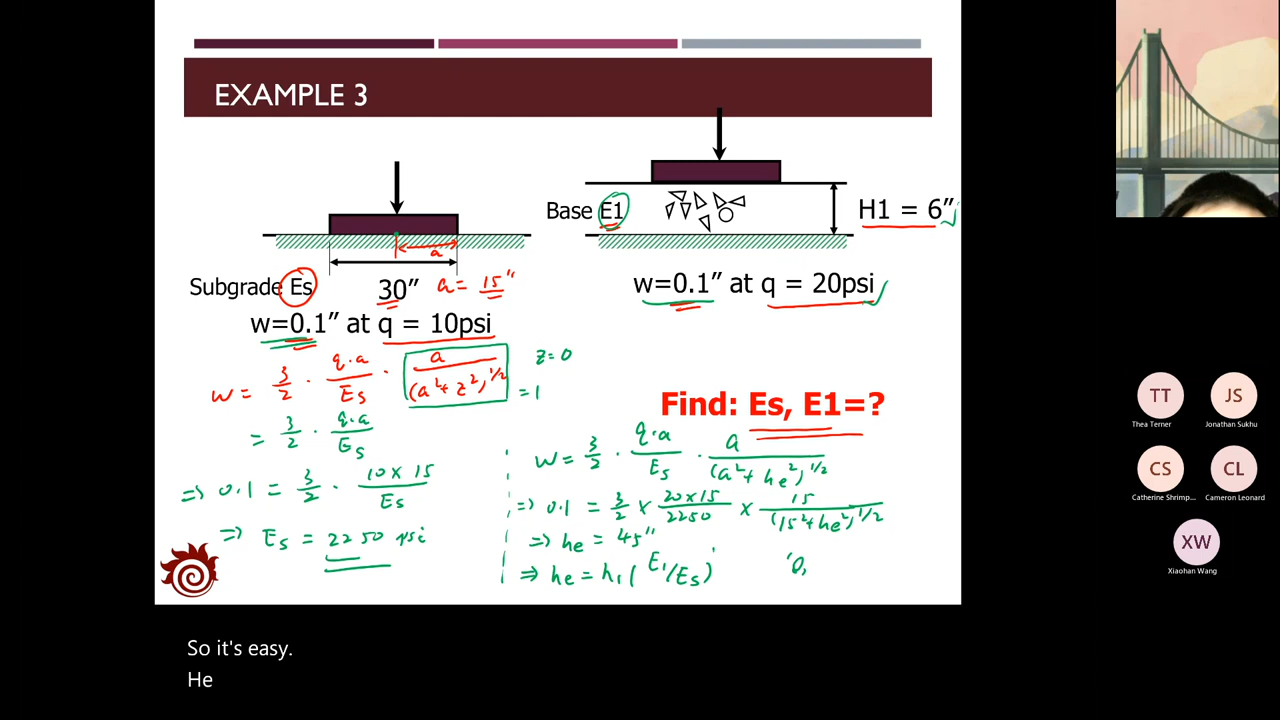 EXAMPLE 3
Base E1
H1 = 6”
a
Subgrade Es
30”
a = 15"
w=0.1” at q = 10psi
w=0.1” at q = 20psi
w = 3/2 · q·a/Es · a/(a²+z²)^1/2
z=0
=1
= 3/2 · q·a/Es
=> 0.1 = 3/2 · 10 x 15/Es
=> Es = 2250 psi
Find: Es, E1=?
w = 3/2 · q·a/Es · a/(a²+he²)^1/2
=> 0.1 = 3/2 x 20x15/2250 x 15/(15²+he²)^1/2
=> he = 45"
=> he = h1(E1/Es)
TT
Thea Terner
JS
Jonathan Sukhu
CS
Catherine Shrimp...
CL
Cameron Leonard
XW
Xiaohan Wang
So it's easy.
He